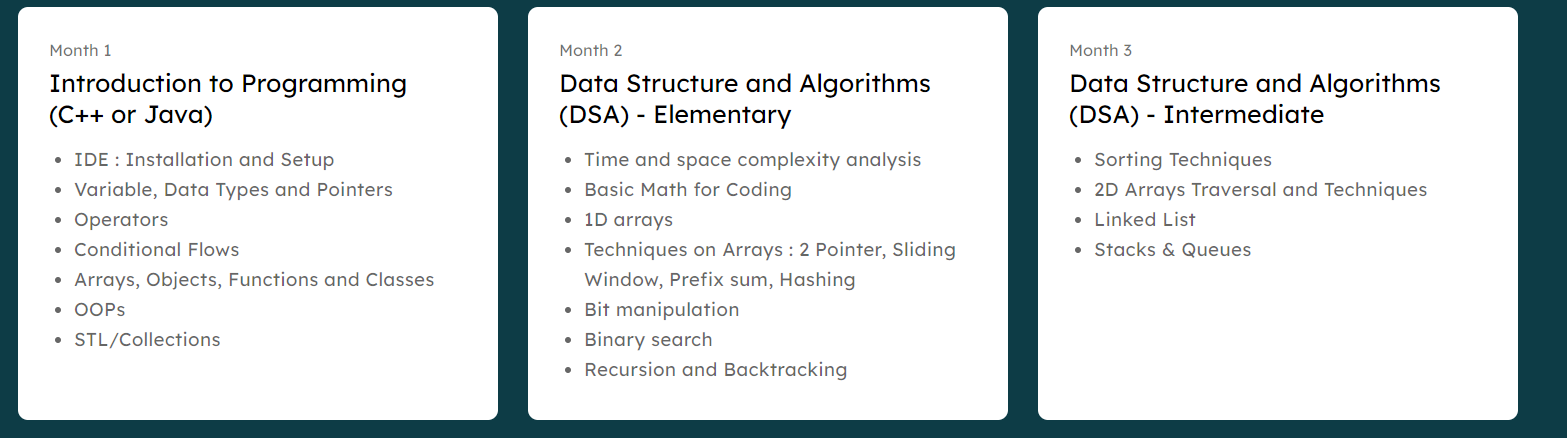 Month 1
Introduction to Programming
(C++ or Java)
IDE : Installation and Setup
Variable, Data Types and Pointers
Operators
Conditional Flows
Arrays, Objects, Functions and Classes
OOPs
STL/Collections
Month 2
Data Structure and Algorithms
(DSA) - Elementary
Time and space complexity analysis
Basic Math for Coding
1D arrays
Techniques on Arrays : 2 Pointer, Sliding
Window, Prefix sum, Hashing
Bit manipulation
Binary search
Recursion and Backtracking
Month 3
Data Structure and Algorithms
(DSA) - Intermediate
Sorting Techniques
2D Arrays Traversal and Techniques
Linked List
Stacks & Queues